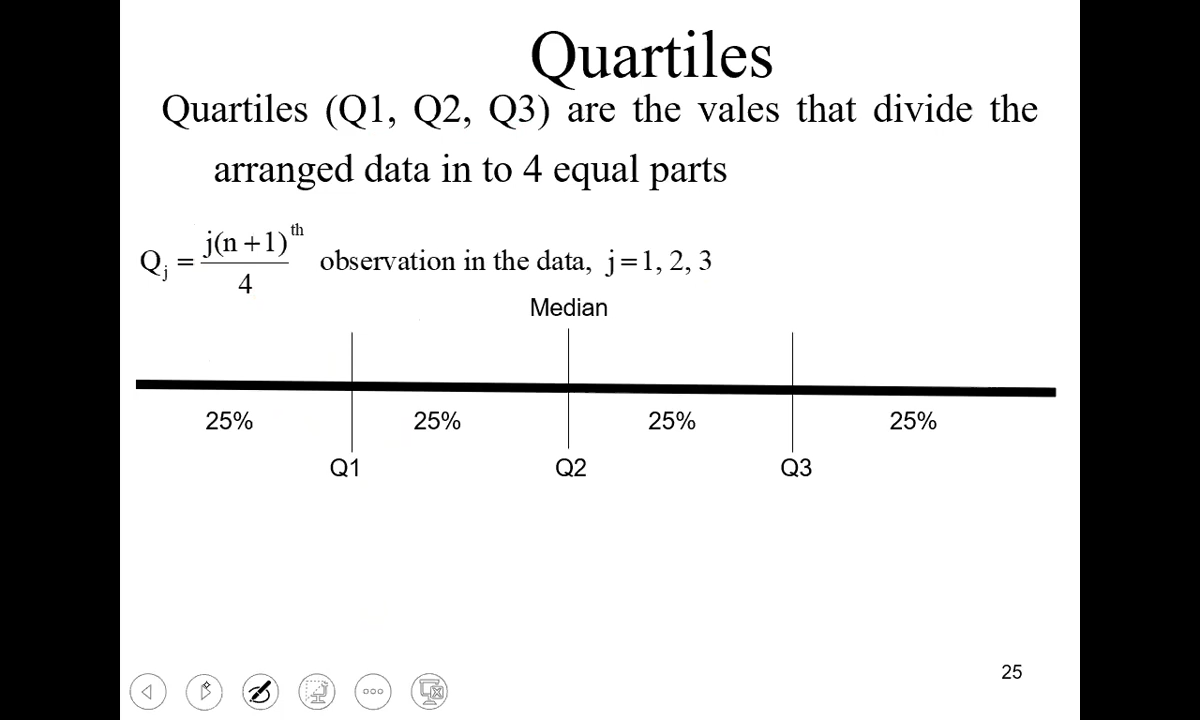 Quartiles
Quartiles (Q1, Q2, Q3) are the vales that divide the
arranged data in to 4 equal parts
Qj = j(n+1)th/4 observation in the data, j=1, 2, 3
Median
25% 25% 25% 25%
Q1 Q2 Q3
25